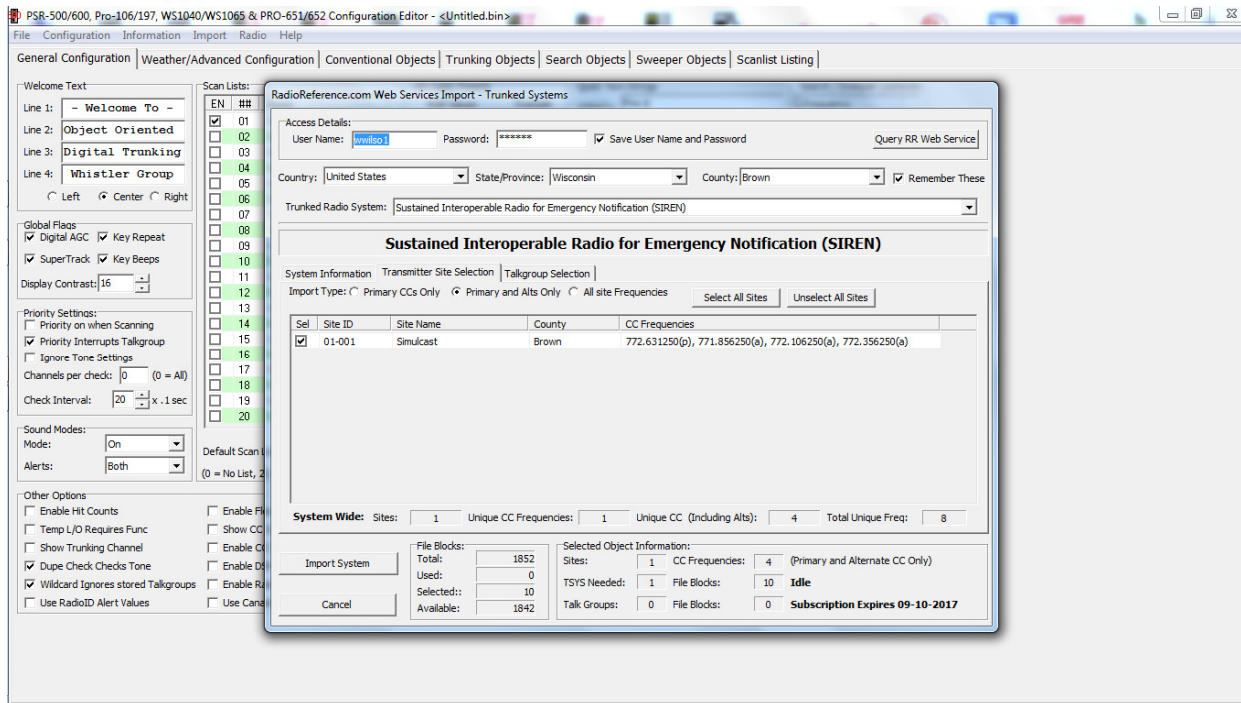 PSR-500/600, Pro-106/197, WS1040/WS1065 & PRO-651/652 Configuration Editor - <Untitled.bin>
File Configuration Information Import Radio Help
General Configuration Weather/Advanced Configuration Conventional Objects Trunking Objects Search Objects Sweeper Objects Scanlist Listing
Welcome Text
Line 1: - Welcome To -
Line 2: Object Oriented
Line 3: Digital Trunking
Line 4: Whistler Group
Left Center Right
Global Flags
Digital AGC Key Repeat
SuperTrack Key Beeps
Display Contrast: 16
Priority Settings:
Priority on when Scanning
Priority Interrupts Talkgroup
Ignore Tone Settings
Channels per check: 0 (0 = All)
Check Interval: 20 x .1 sec
Sound Modes:
Mode: On
Alerts: Both
Other Options
Enable Hit Counts
Temp L/O Requires Func
Show Trunking Channel
Dupe Check Checks Tone
Wildcard Ignores stored Talkgroups
Use RadioID Alert Values
Scan Lists:
EN ##
01
02
03
04
05
06
07
08
09
10
11
12
13
14
15
16
17
18
19
20
Default Scan
(0 = No List,
Enable
Show CC
Enable
Enable
Enable
Use
RadioReference.com Web Services Import - Trunked Systems
Access Details:
User Name: wwilso1 Password: ****** Save User Name and Password Query RR Web Service
Country: United States State/Province: Wisconsin County: Brown Remember These
Trunked Radio System: Sustained Interoperable Radio for Emergency Notification (SIREN)
Sustained Interoperable Radio for Emergency Notification (SIREN)
System Information Transmitter Site Selection Talkgroup Selection
Import Type: Primary CCs Only Primary and Alts Only All site Frequencies Select All Sites Unselect All Sites
Sel Site ID Site Name County CC Frequencies
01-001 Simulcast Brown 772.631250(p), 771.856250(a), 772.106250(a), 772.356250(a)
System Wide: Sites: 1 Unique CC Frequencies: 1 Unique CC (Including Alts): 4 Total Unique Freq: 8
Import System
Cancel
File Blocks:
Total: 1852
Used: 0
Selected:: 10
Available: 1842
Selected Object Information:
Sites: 1 CC Frequencies: 4 (Primary and Alternate CC Only)
TSYS Needed: 1 File Blocks: 10 Idle
Talk Groups: 0 File Blocks: 0 Subscription Expires 09-10-2017